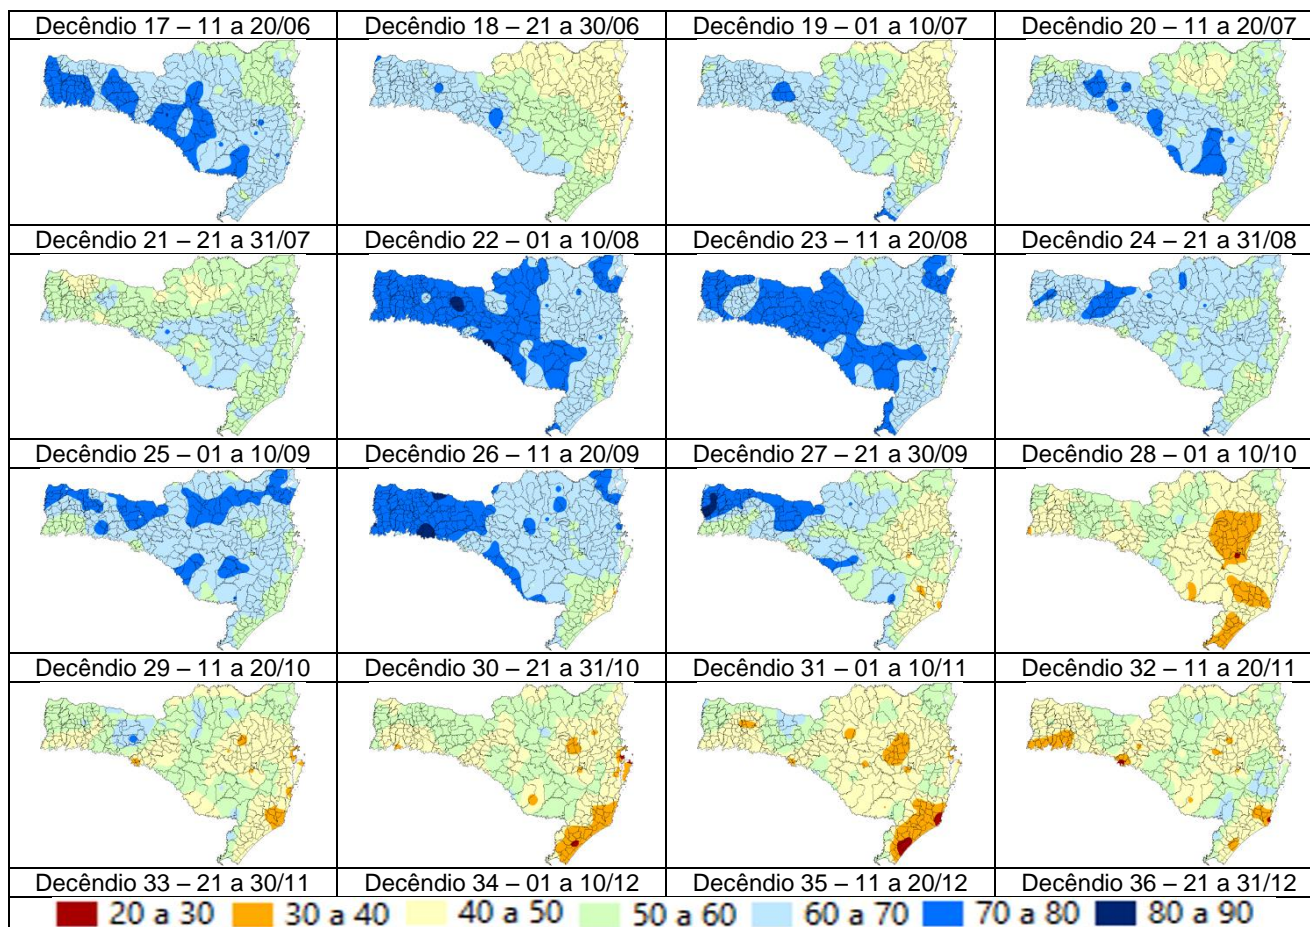 Decêndio 17 – 11 a 20/06 Decêndio 18 – 21 a 30/06 Decêndio 19 – 01 a 10/07 Decêndio 20 – 11 a 20/07
Decêndio 21 – 21 a 31/07 Decêndio 22 – 01 a 10/08 Decêndio 23 – 11 a 20/08 Decêndio 24 – 21 a 31/08
Decêndio 25 – 01 a 10/09 Decêndio 26 – 11 a 20/09 Decêndio 27 – 21 a 30/09 Decêndio 28 – 01 a 10/10
Decêndio 29 – 11 a 20/10 Decêndio 30 – 21 a 31/10 Decêndio 31 – 01 a 10/11 Decêndio 32 – 11 a 20/11
Decêndio 33 – 21 a 30/11 Decêndio 34 – 01 a 10/12 Decêndio 35 – 11 a 20/12 Decêndio 36 – 21 a 31/12
20 a 30 30 a 40 40 a 50 50 a 60 60 a 70 70 a 80 80 a 90